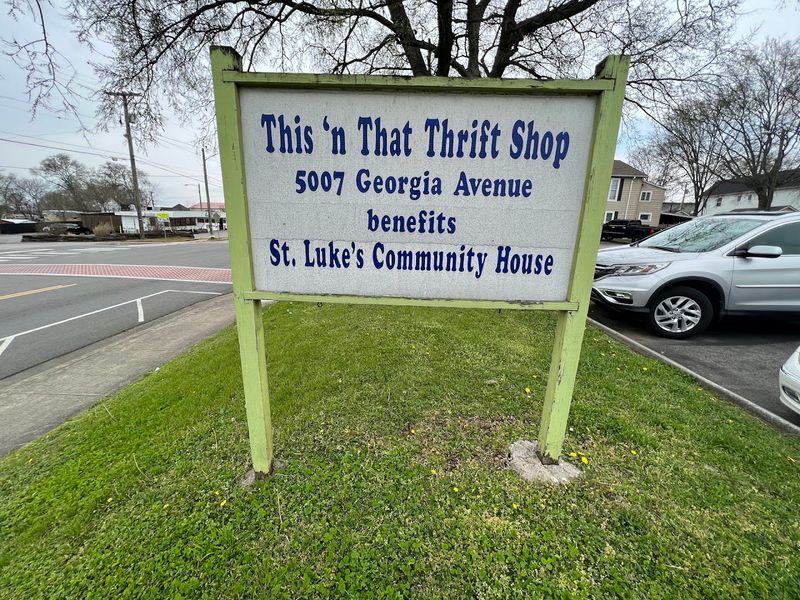 This 'n That Thrift Shop
5007 Georgia Avenue
benefits
St. Luke's Community House